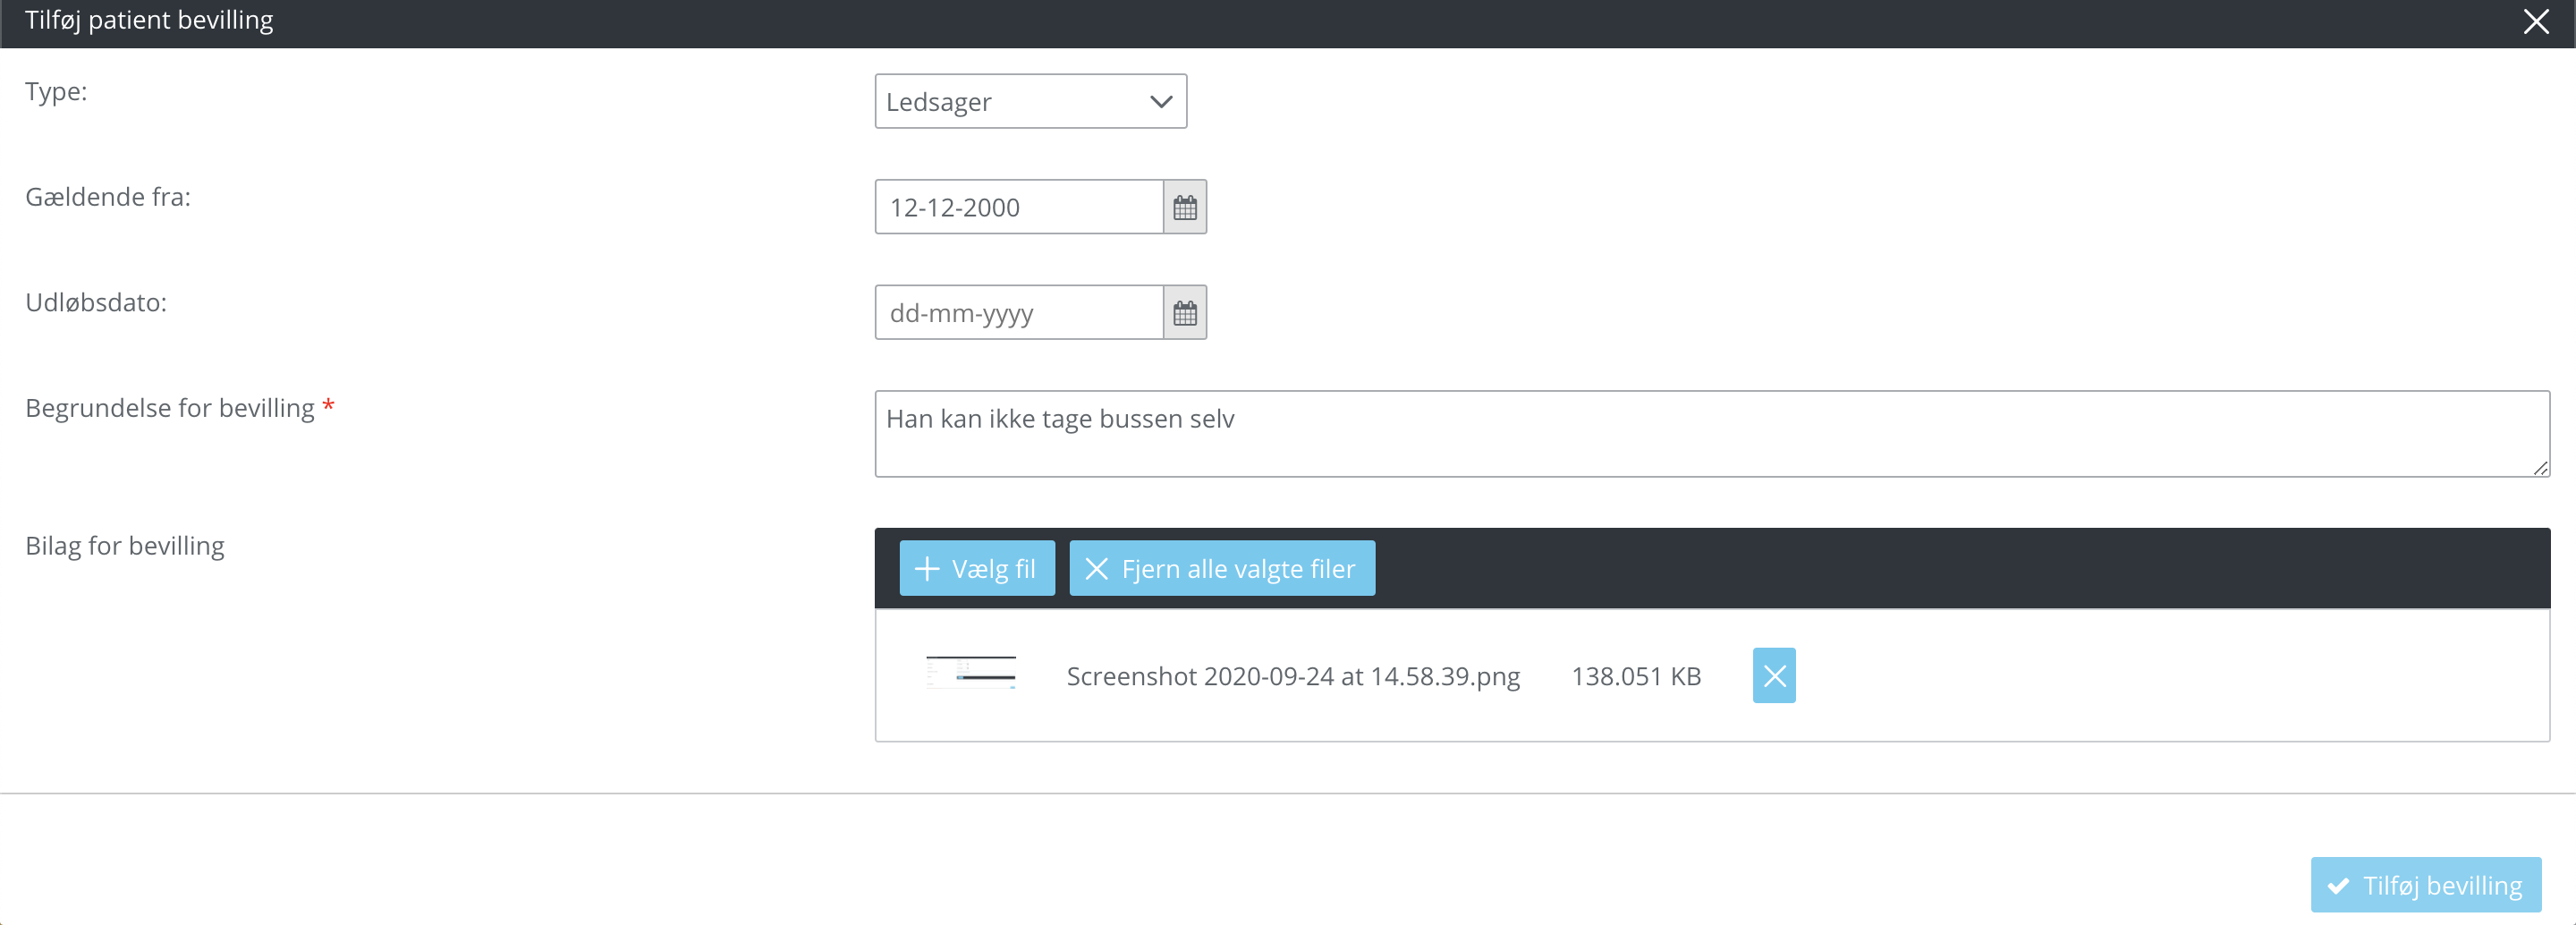 Tilføj patient bevilling
Type:
Ledsager
Gældende fra:
12-12-2000
Udløbsdato:
dd-mm-yyyy
Begrundelse for bevilling *
Han kan ikke tage bussen selv
Bilag for bevilling
Vælg fil
Fjern alle valgte filer
Screenshot 2020-09-24 at 14.58.39.png 138.051 KB
Tilføj bevilling